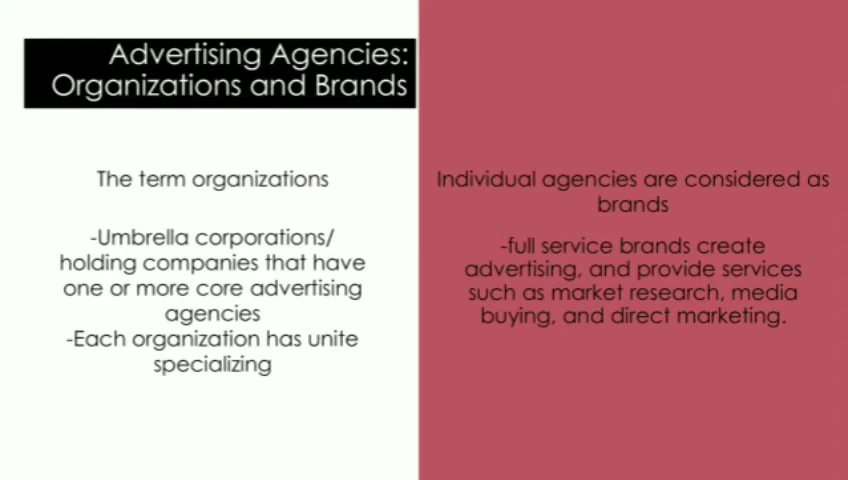 Advertising Agencies:
Organizations and Brands
The term organizations
-Umbrella corporations/
holding companies that have
one or more core advertising
agencies
-Each organization has unite
specializing
Individual agencies are considered as
brands
-full service brands create
advertising, and provide services
such as market research, media
buying, and direct marketing.